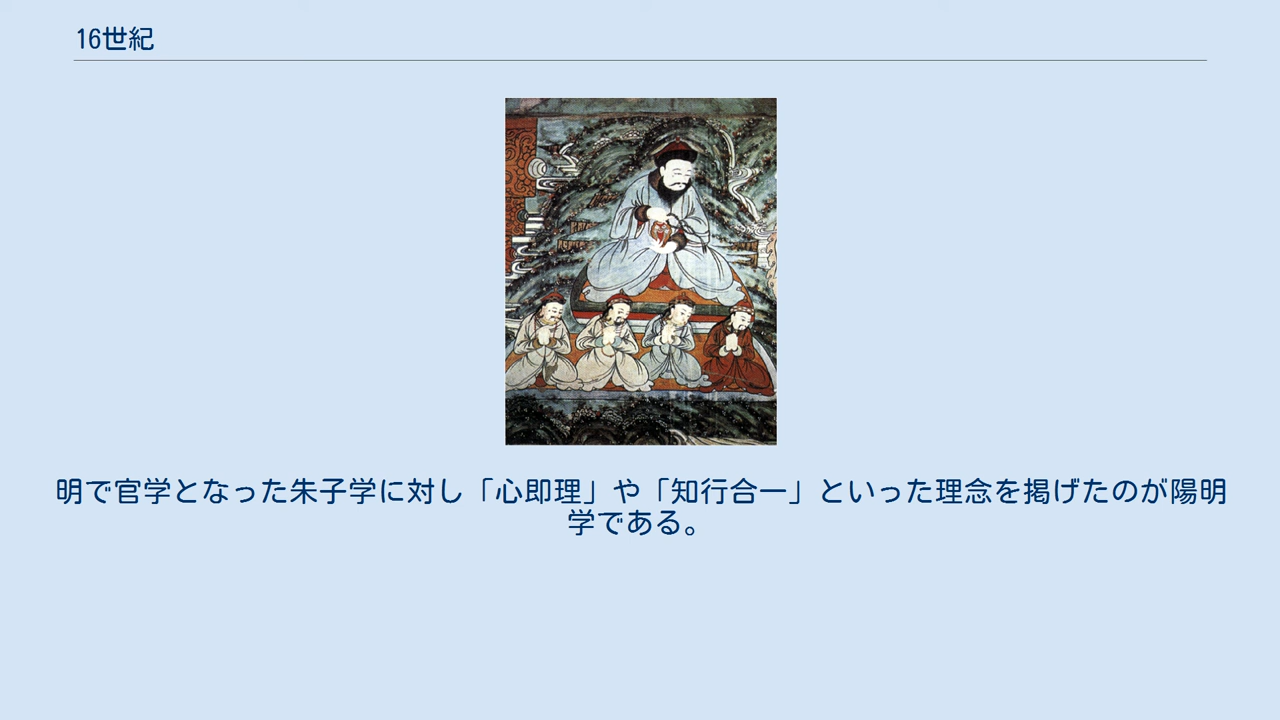 16世紀
明で官学となった朱子学に対し「心即理」や「知行合一」といった理念を掲げたのが陽明
学である。